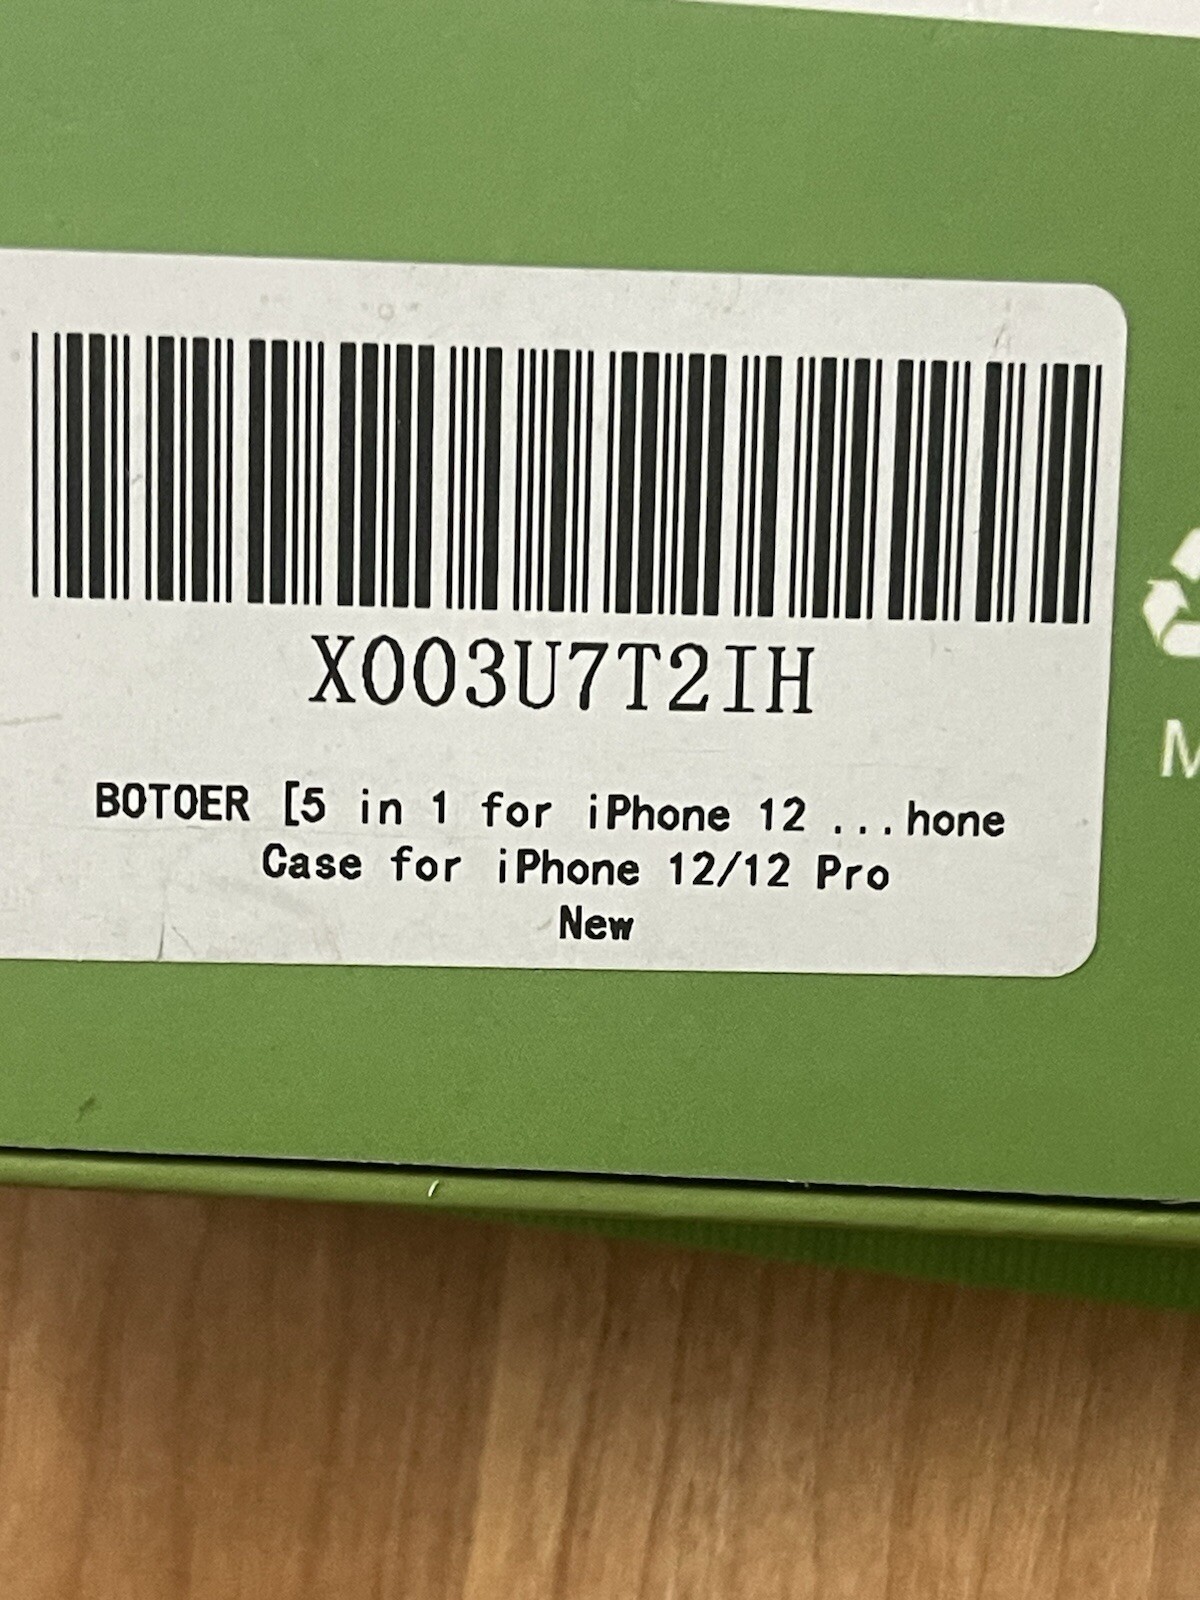 X003U7T2IH
BOTOER [5 in 1 for iPhone 12 ...hone
Case for iPhone 12/12 Pro
New
M